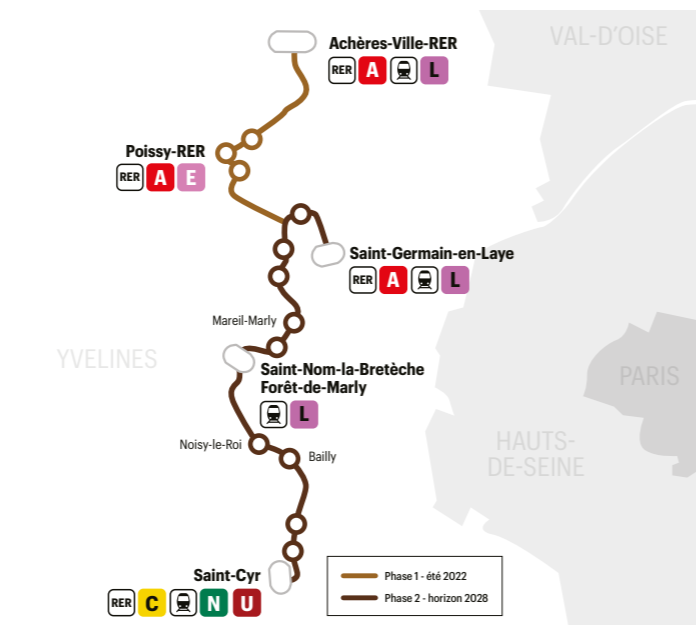 VAL-D'OISE
Achères-Ville-RER
RER A L
Poissy-RER
RER A E
Saint-Germain-en-Laye
RER A L
Mareil-Marly
YVELINES
Saint-Nom-la-Bretèche
Forêt-de-Marly
L
PARIS
Noisy-le-Roi
Bailly
HAUTS-
DE-SEINE
Saint-Cyr
RER C N U
Phase 1 - été 2022
Phase 2 - horizon 2028